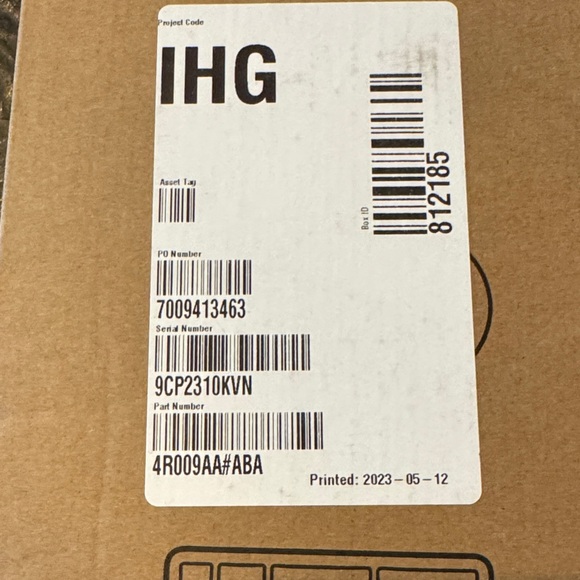 Project Code
IHG
Asset Tag
Box ID
812185
PO Number
7009413463
Serial Number
9CP2310KVN
Part Number
4R009AA#ABA
Printed: 2023-05-12